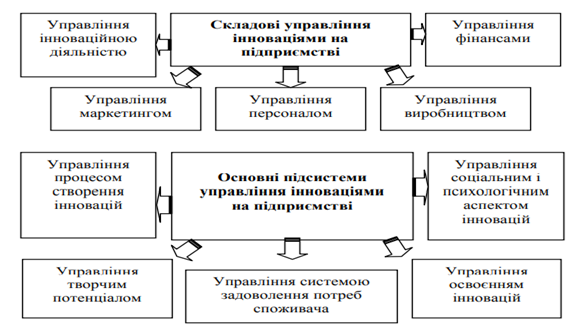 Управління
інноваційною
діяльністю
Складові управління
інноваціями на
підприємстві
Управління
фінансами
Управління
маркетингом
Управління
персоналом
Управління
виробництвом
Управління
процесом
створення
інновацій
Основні підсистеми
управління інноваціями
на підприємстві
Управління
соціальним і
психологічним
аспектом
інновацій
Управління
творчим
потенціалом
Управління системою
задоволення потреб
споживача
Управління
освоєнням
інновацій